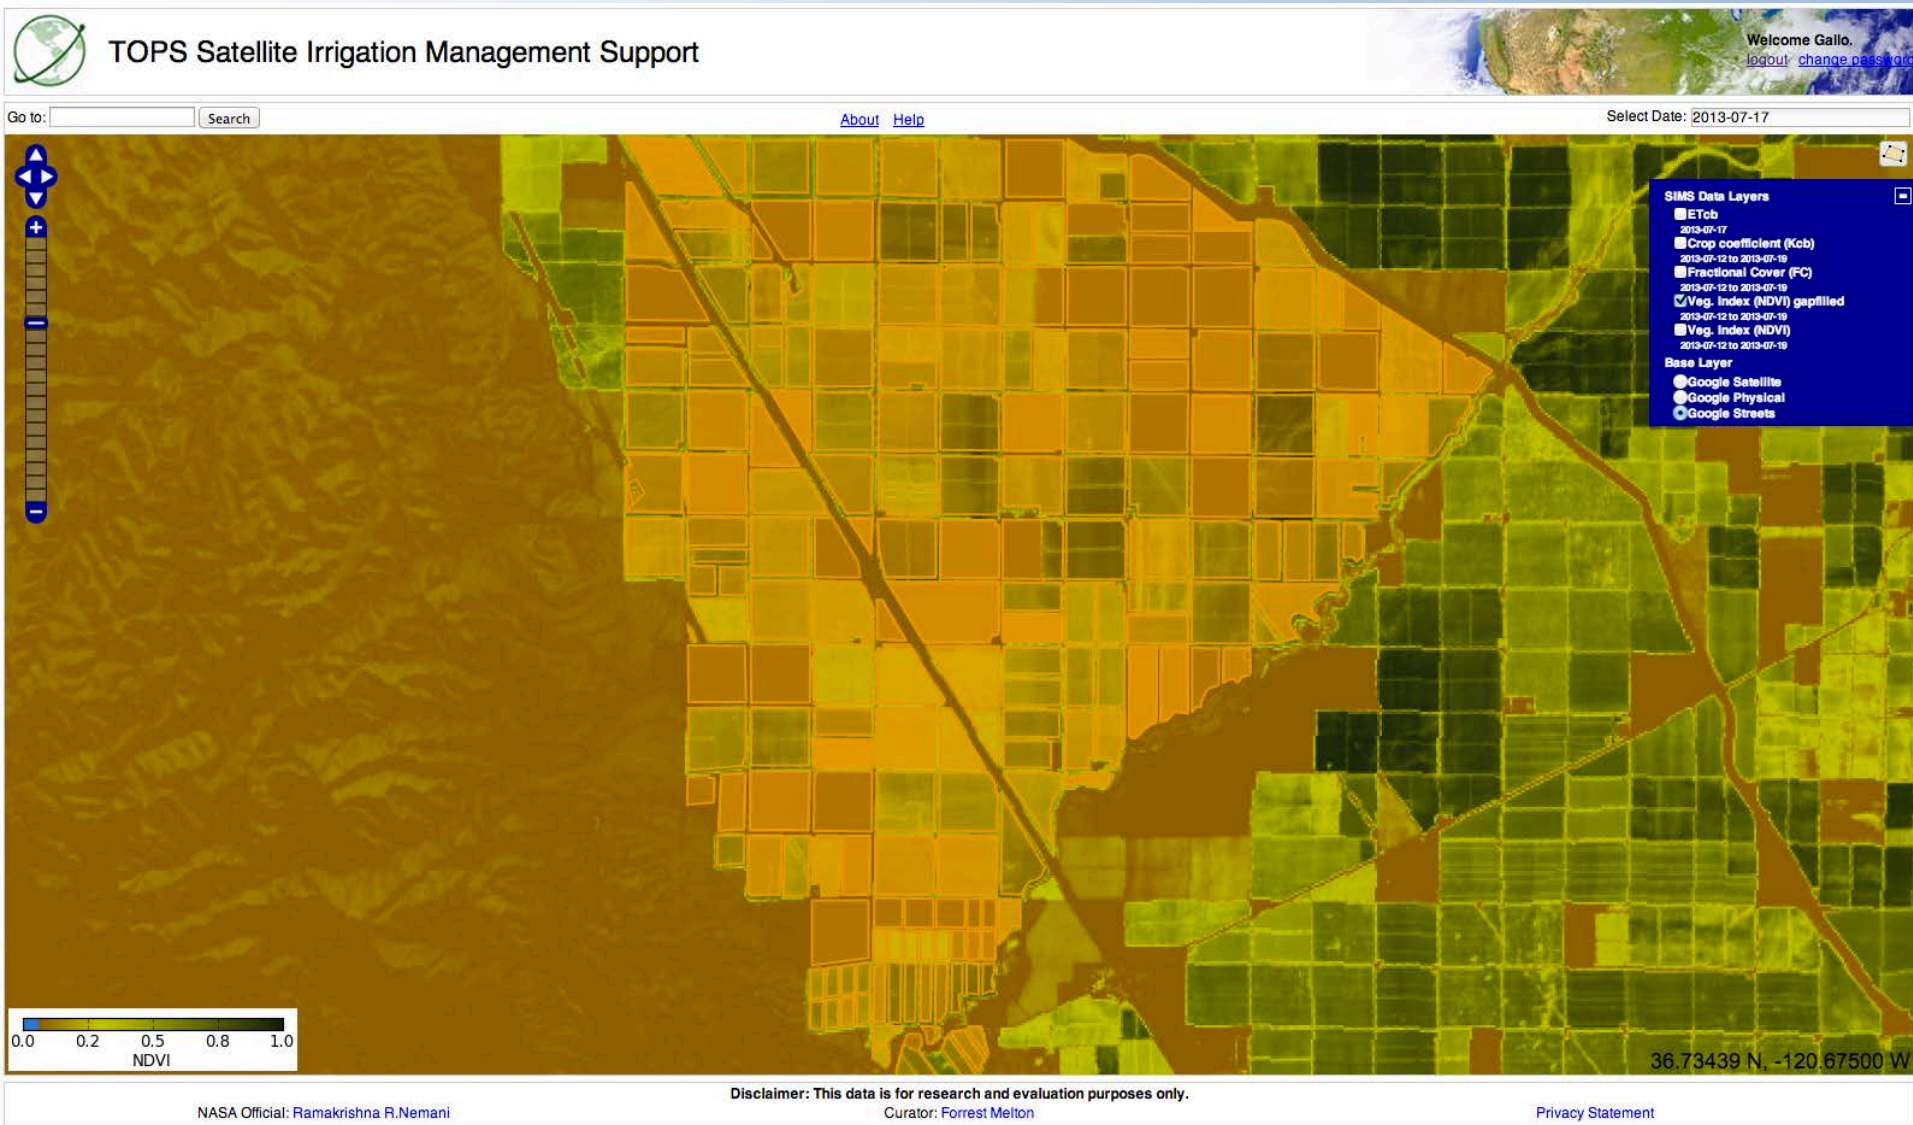 TOPS Satellite Irrigation Management Support
Welcome Gallo.
logout change password
Go to:
Search
About Help
Select Date: 2013-07-17
SIMS Data Layers
ETcb
2013-07-17
Crop coefficient (Kcb)
2013-07-12 to 2013-07-19
Fractional Cover (FC)
2013-07-12 to 2013-07-19
Veg. Index (NDVI) gapfilled
2013-07-12 to 2013-07-19
Veg. Index (NDVI)
2013-07-12 to 2013-07-19
Base Layer
Google Satellite
Google Physical
Google Streets
0.0 0.2 0.5 0.8 1.0
NDVI
36.73439 N, -120.67500 W
Disclaimer: This data is for research and evaluation purposes only.
NASA Official: Ramakrishna R.Nemani
Curator: Forrest Melton
Privacy Statement